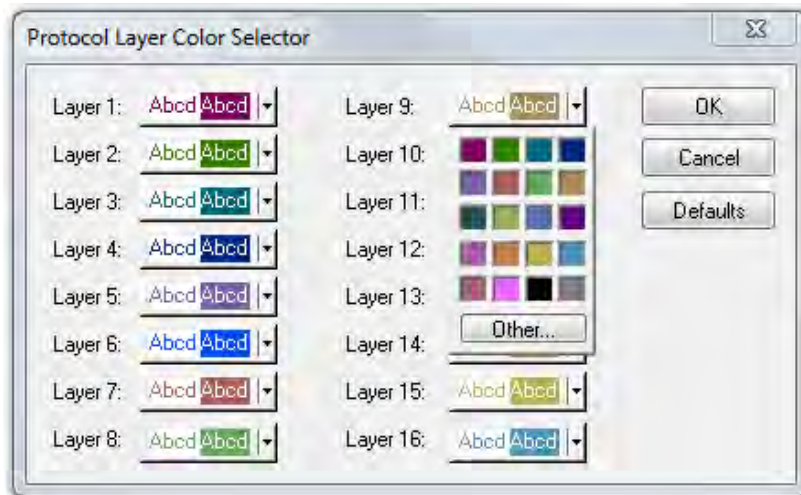 Protocol Layer Color Selector
Layer 1: Abcd Abcd
Layer 9: Abcd Abcd
OK
Layer 2: Abcd Abcd
Layer 10:
Cancel
Layer 3: Abcd Abcd
Layer 11:
Defaults
Layer 4: Abcd Abcd
Layer 12:
Layer 5: Abcd Abcd
Layer 13:
Other...
Layer 6: Abcd Abcd
Layer 14:
Layer 7: Abcd Abcd
Layer 15: Abcd Abcd
Layer 8: Abcd Abcd
Layer 16: Abcd Abcd